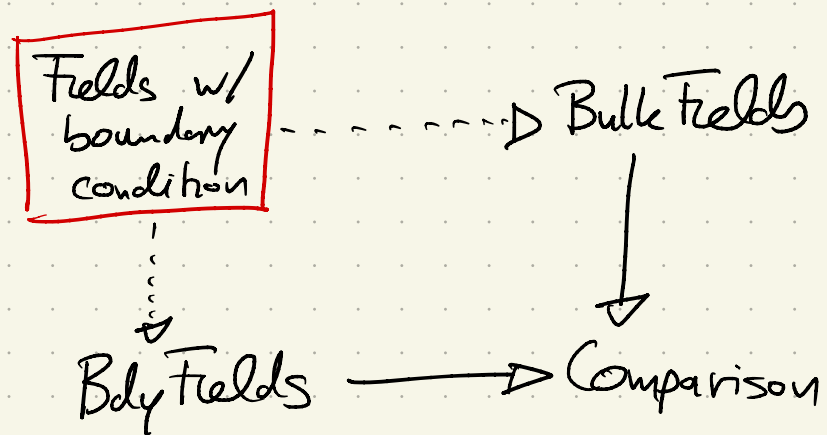 Fields w/
boundary
condition
Bulk Fields
Bdy Fields
Comparison